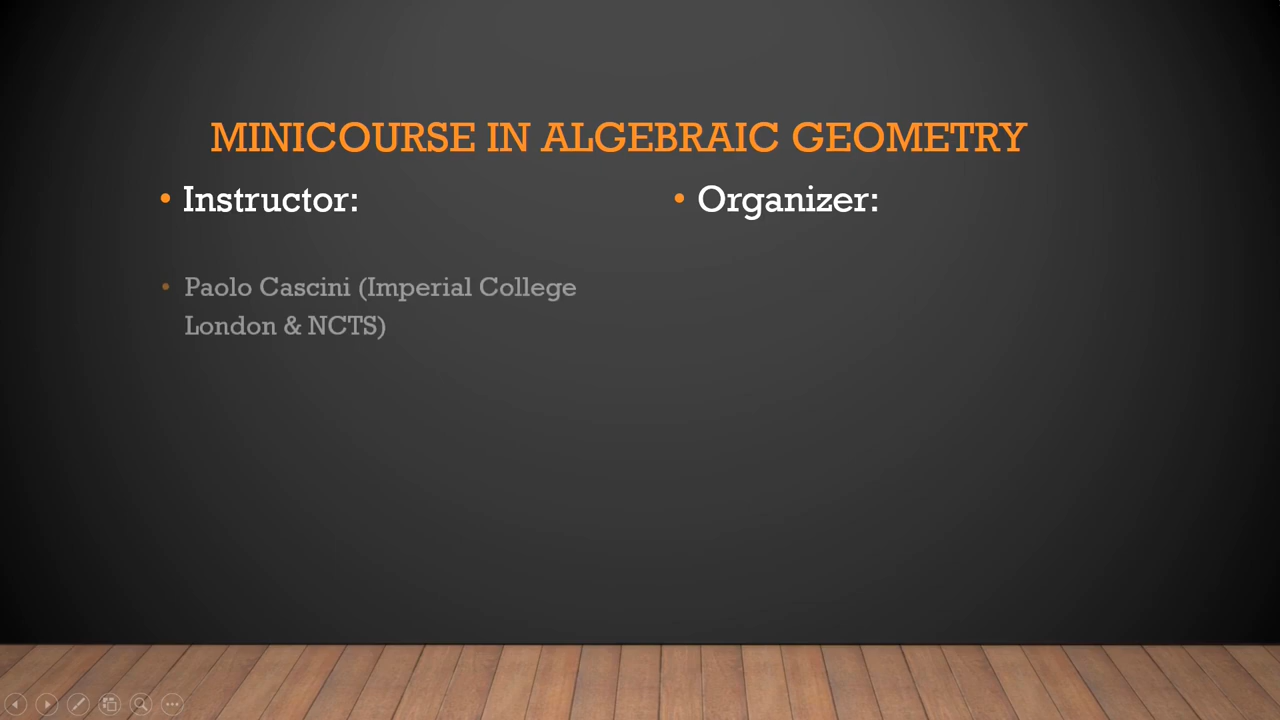 MINICOURSE IN ALGEBRAIC GEOMETRY
• Instructor:
• Organizer:
• Paolo Cascini (Imperial College
London & NCTS)